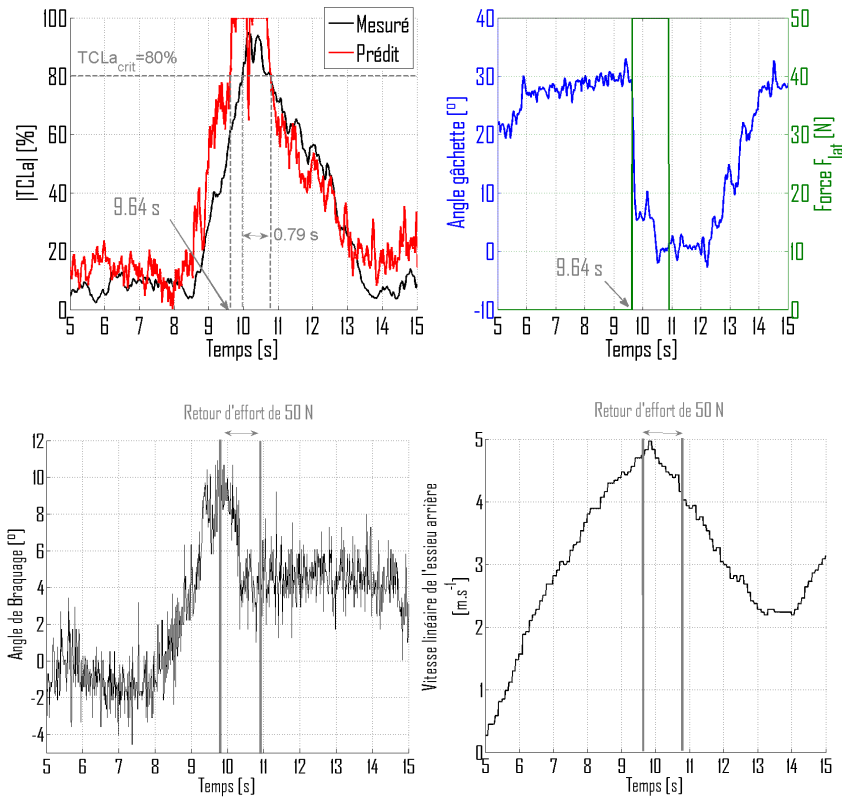 100
80
60
40
20
0
|TCLa| [%]
TCLa_crit=80%
Mesuré
Prédit
9.64 s
0.79 s
5 6 7 8 9 10 11 12 13 14 15
Temps [s]
40
30
20
10
0
-10
Angle gâchette [º]
9.64 s
50
45
40
35
30
25
20
15
10
5
0
Force F_lat [N]
5 6 7 8 9 10 11 12 13 14 15
Temps [s]
Retour d'effort de 50 N
12
10
8
6
4
2
0
-2
-4
Angle de Braquage [º]
5 6 7 8 9 10 11 12 13 14 15
Temps [s]
Retour d'effort de 50 N
5
4
3
2
1
0
Vitesse linéaire de l'essieu arrière
[m.s⁻¹]
5 6 7 8 9 10 11 12 13 14 15
Temps [s]